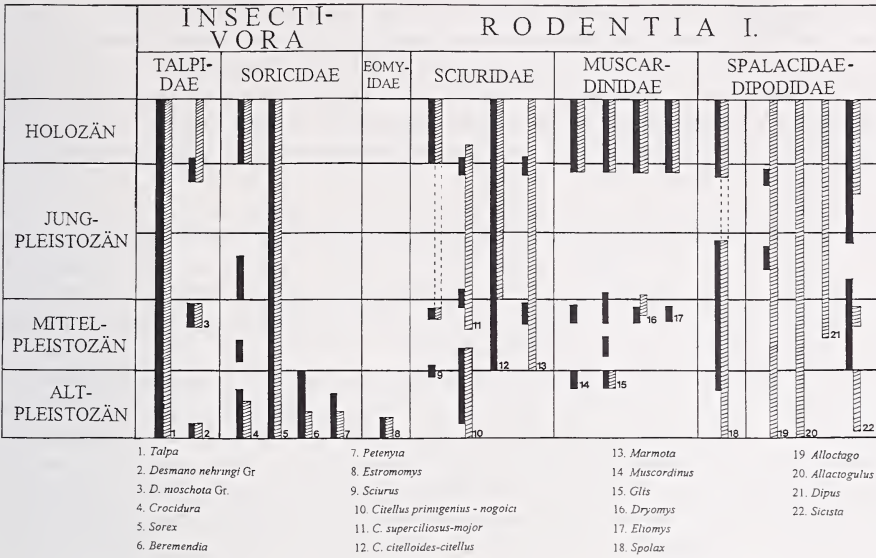 INSECTI-
VORA
RODENTIA I.
TALPI-
DAE
SORICIDAE
EOMY-
IDAE
SCIURIDAE
MUSCAR-
DINIDAE
SPALACIDAE-
DIPODIDAE
HOLOZÄN
JUNG-
PLEISTOZÄN
MITTEL-
PLEISTOZÄN
ALT-
PLEISTOZÄN
3
11
12
13
16
17
21
9
14
15
1
2
4
5
6
7
8
10
18
19
20
22
1. Talpa
2. Desmano nehringi Gr
3. D. moschota Gr.
4. Crocidura
5. Sorex
6. Beremendia
7. Petenyia
8. Estromomys
9. Sciurus
10. Citellus primigenius - nogaici
11. C. superciliosus-mojor
12. C. citelloides-citellus
13. Marmota
14 Muscordinus
15. Glis
16. Dryomys
17. Eliomys
18. Spolax
19 Alloctago
20. Allactogulus
21. Dipus
22. Sicista